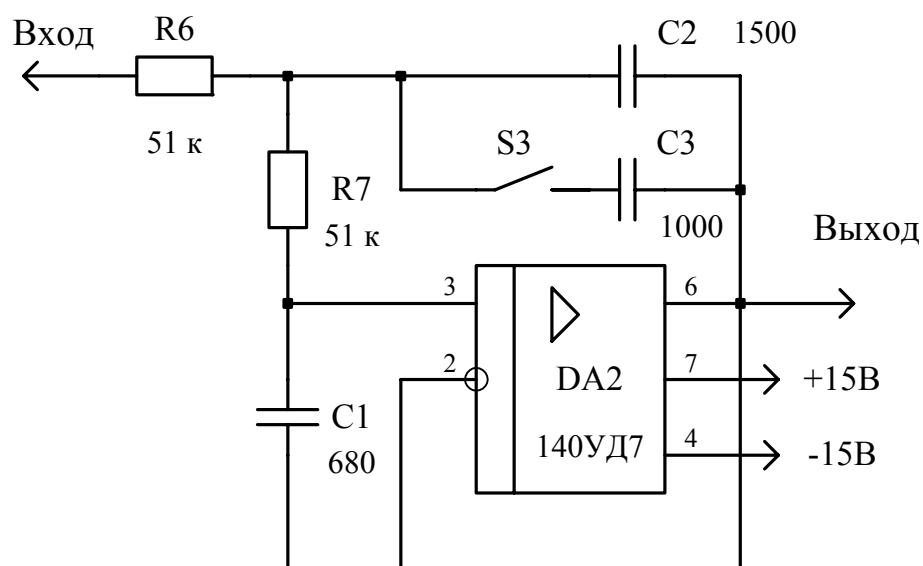 Вход
R6
C2 1500
51 к
S3
C3
R7
51 к
1000
Выход
3
6
2
DA2
7
+15В
C1
680
140УД7
4
-15В